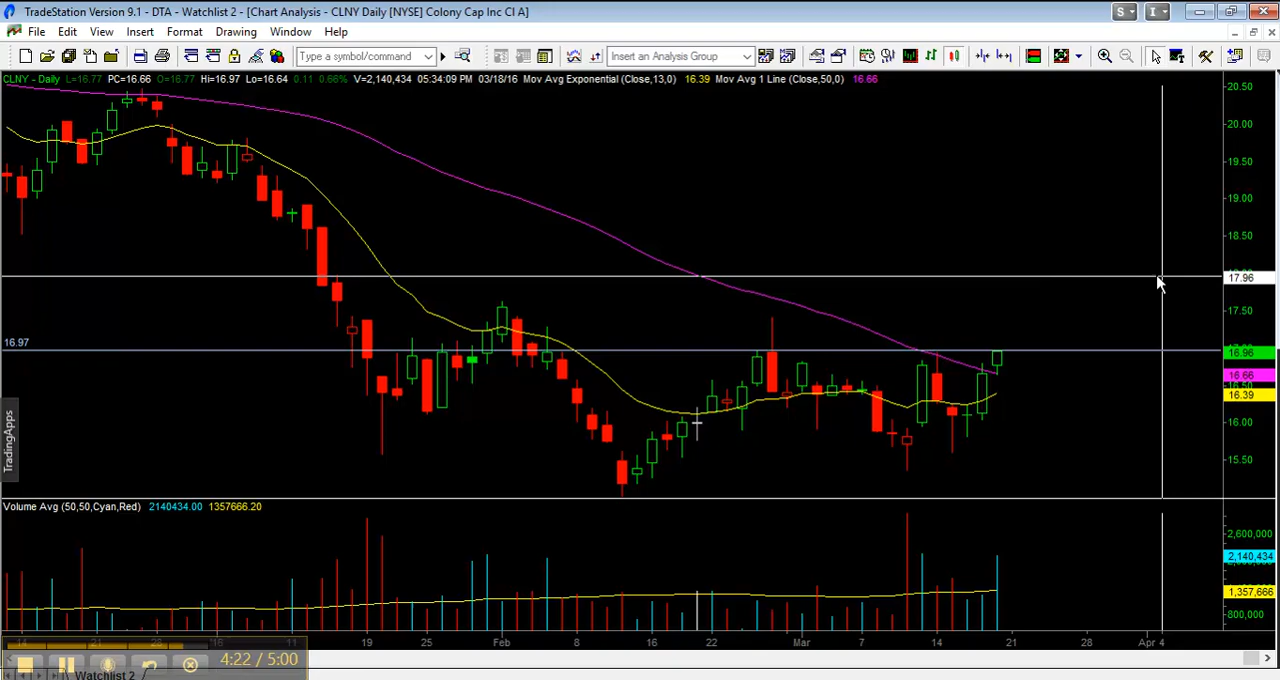 TradeStation Version 9.1 - DTA - Watchlist 2 - [Chart Analysis - CLNY Daily [NYSE] Colony Cap Inc Cl A]
S
I
File Edit View Insert Format Drawing Window Help
Type a symbol/command
Insert an Analysis Group
CLNY - Daily L=16.77 PC=16.66 O=16.77 Hi=16.97 Lo=16.64 0.11 0.66% V=2,140,434 05:34:09 PM 03/18/16 Mov Avg Exponential (Close,13,0) 16.39 Mov Avg 1 Line (Close,50,0) 16.66
20.50
20.00
19.50
19.00
18.50
17.96
17.50
16.97
16.96
16.66
16.50
16.39
16.00
15.50
TradingApps
Volume Avg (50,50,Cyan,Red) 2140434.00 1357666.20
2,600,000
2,140,434
1,357,666
800,000
14 21 28 '16 11 19 25 Feb 8 16 22 Mar 7 14 21 28 Apr 4
4:22 / 5:00
Watchlist 2